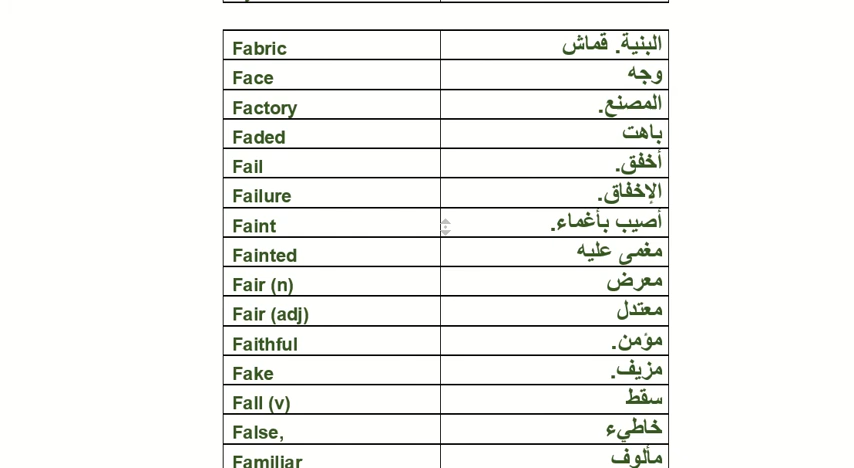 Fabric البنية. قماش
Face وجه
Factory المصنع.
Faded باهت
Fail أخفق.
Failure الإخفاق.
Faint أصيب بأغماء.
Fainted مغمى عليه
Fair (n) معرض
Fair (adj) معتدل
Faithful مؤمن.
Fake مزيف.
Fall (v) سقط
False, خاطيء
Familiar مألوف